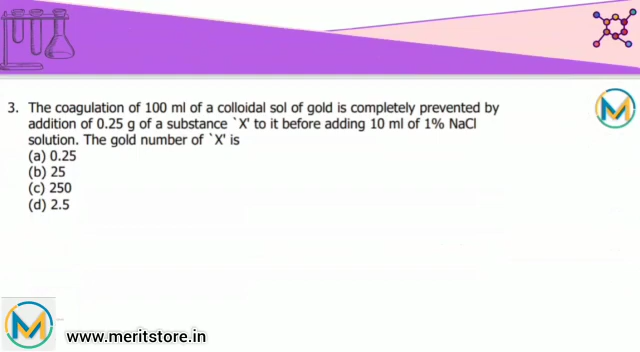 3. The coagulation of 100 ml of a colloidal sol of gold is completely prevented by
addition of 0.25 g of a substance `X' to it before adding 10 ml of 1% NaCl
solution. The gold number of `X' is
(a) 0.25
(b) 25
(c) 250
(d) 2.5
www.meritstore.in